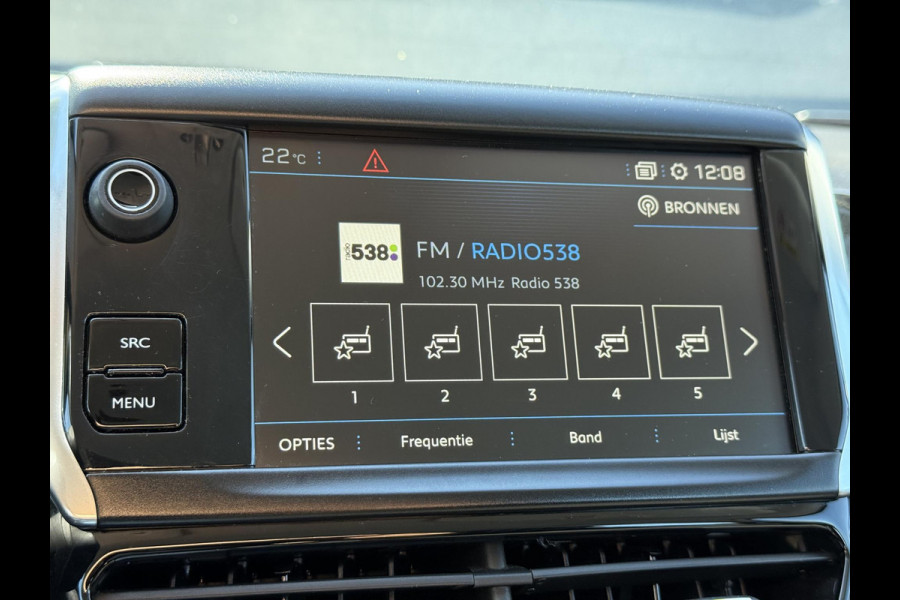 22°C
12:08
BRONNEN
radio 538
FM / RADIO538
102.30 MHz Radio 538
SRC
MENU
1 2 3 4 5
OPTIES Frequentie Band Lijst